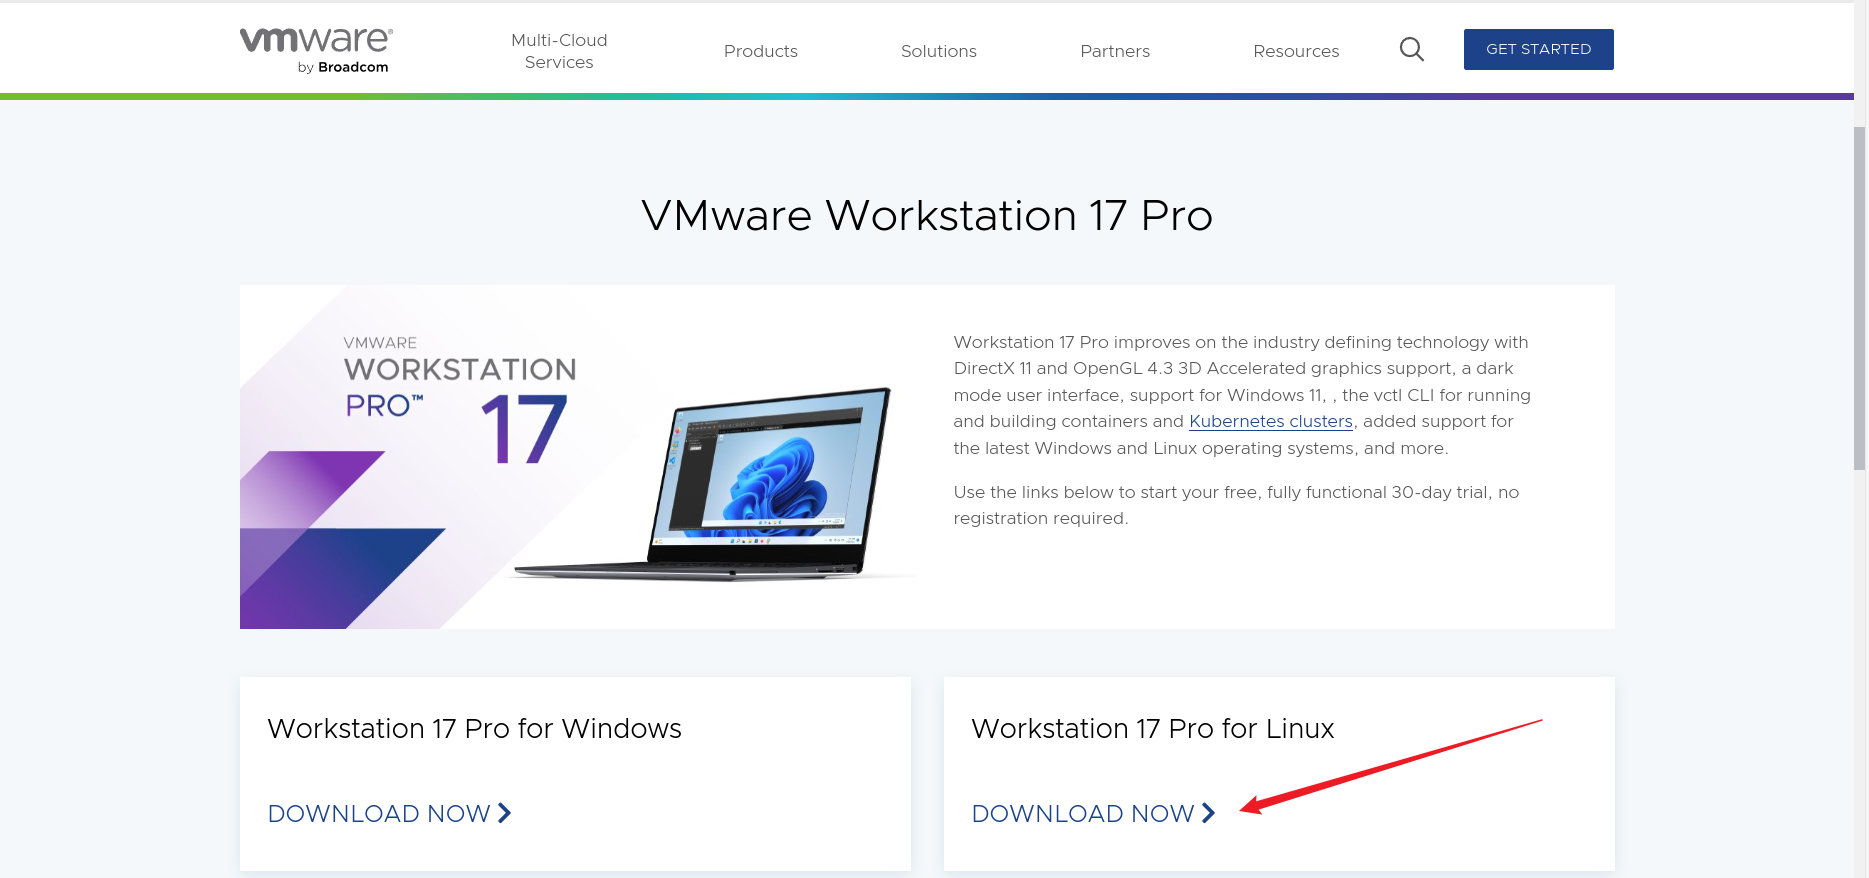 vmware®
by Broadcom
Multi-Cloud
Services
Products
Solutions
Partners
Resources
GET STARTED
VMware Workstation 17 Pro
VMWARE
WORKSTATION
PRO™ 17
Workstation 17 Pro improves on the industry defining technology with
DirectX 11 and OpenGL 4.3 3D Accelerated graphics support, a dark
mode user interface, support for Windows 11, , the vctl CLI for running
and building containers and Kubernetes clusters, added support for
the latest Windows and Linux operating systems, and more.
Use the links below to start your free, fully functional 30-day trial, no
registration required.
Workstation 17 Pro for Windows
DOWNLOAD NOW
Workstation 17 Pro for Linux
DOWNLOAD NOW